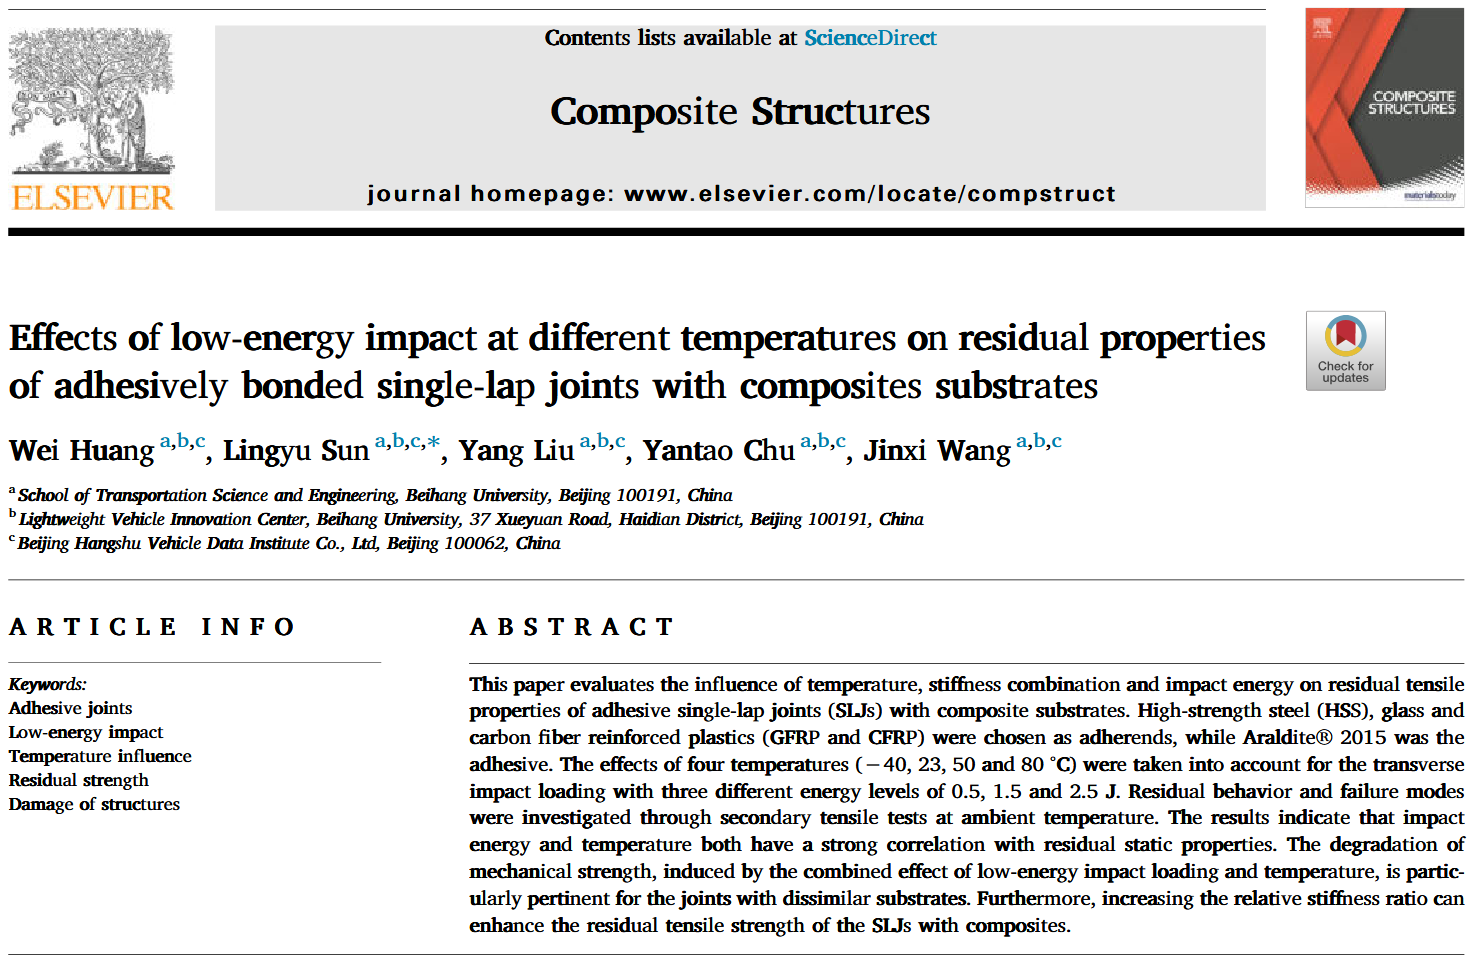 Contents lists available at ScienceDirect
Composite Structures
journal homepage: www.elsevier.com/locate/compstruct
ELSEVIER
COMPOSITE
STRUCTURES
materialstoday
Effects of low-energy impact at different temperatures on residual properties
of adhesively bonded single-lap joints with composites substrates
Check for
updates
Wei Huang a,b,c, Lingyu Sun a,b,c,*, Yang Liu a,b,c, Yantao Chu a,b,c, Jinxi Wang a,b,c
a School of Transportation Science and Engineering, Beihang University, Beijing 100191, China
b Lightweight Vehicle Innovation Center, Beihang University, 37 Xueyuan Road, Haidian District, Beijing 100191, China
c Beijing Hangshu Vehicle Data Institute Co., Ltd, Beijing 100062, China
ARTICLE INFO
Keywords:
Adhesive joints
Low-energy impact
Temperature influence
Residual strength
Damage of structures
ABSTRACT
This paper evaluates the influence of temperature, stiffness combination and impact energy on residual tensile
properties of adhesive single-lap joints (SLJs) with composite substrates. High-strength steel (HSS), glass and
carbon fiber reinforced plastics (GFRP and CFRP) were chosen as adherends, while Araldite® 2015 was the
adhesive. The effects of four temperatures (−40, 23, 50 and 80 °C) were taken into account for the transverse
impact loading with three different energy levels of 0.5, 1.5 and 2.5 J. Residual behavior and failure modes
were investigated through secondary tensile tests at ambient temperature. The results indicate that impact
energy and temperature both have a strong correlation with residual static properties. The degradation of
mechanical strength, induced by the combined effect of low-energy impact loading and temperature, is partic-
ularly pertinent for the joints with dissimilar substrates. Furthermore, increasing the relative stiffness ratio can
enhance the residual tensile strength of the SLJs with composites.